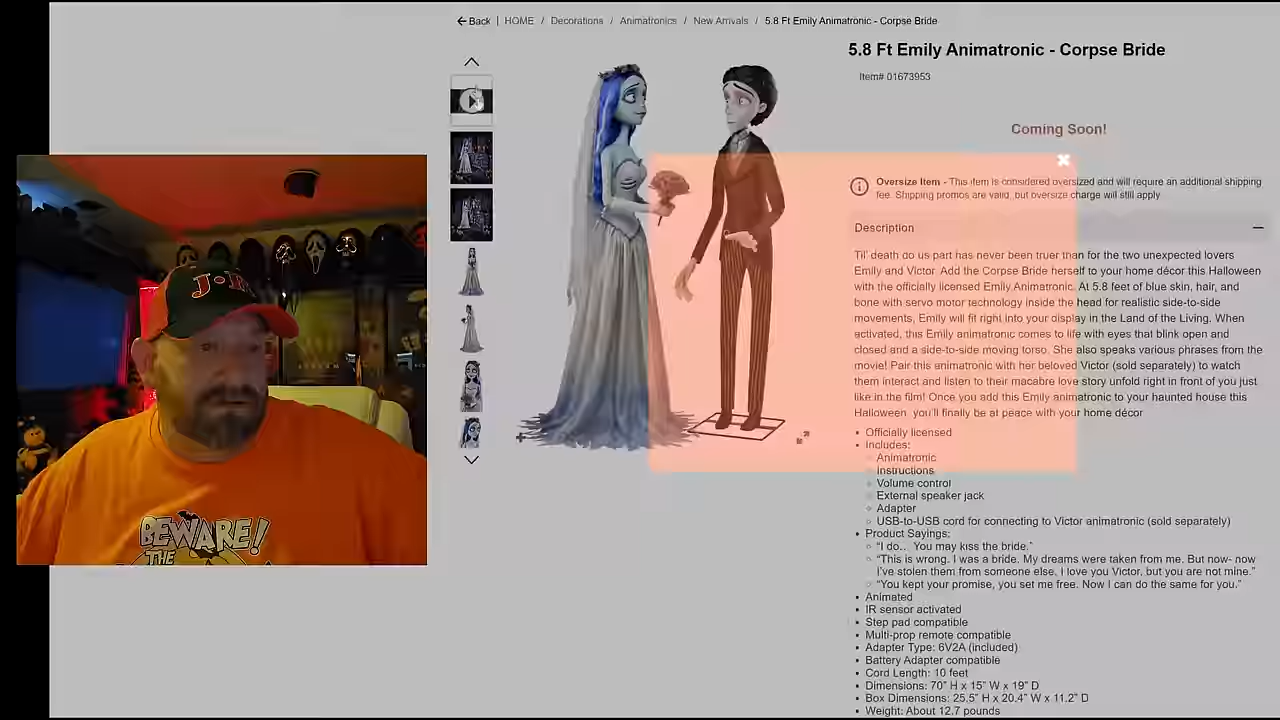 Back | HOME / Decorations / Animatronics / New Arrivals / 5.8 Ft Emily Animatronic - Corpse Bride
5.8 Ft Emily Animatronic - Corpse Bride
Item# 01673953
Coming Soon!
Oversize Item - This item is considered oversized and will require an additional shipping
fee. Shipping promos are valid, but oversize charge will still apply
Description
Til' death do us part has never been truer than for the two unexpected lovers
Emily and Victor. Add the Corpse Bride herself to your home décor this Halloween
with the officially licensed Emily Animatronic. At 5.8 feet of blue skin, hair, and
bone with servo motor technology inside the head for realistic side-to-side
movements, Emily will fit right into your display in the Land of the Living. When
activated, this Emily animatronic comes to life with eyes that blink open and
closed and a side-to-side moving torso. She also speaks various phrases from the
movie! Pair this animatronic with her beloved Victor (sold separately) to watch
them interact and listen to their macabre love story unfold right in front of you just
like in the film! Once you add this Emily animatronic to your haunted house this
Halloween, you'll finally be at peace with your home décor
• Officially licensed
• Includes:
Animatronic
Instructions
Volume control
External speaker jack
Adapter
USB-to-USB cord for connecting to Victor animatronic (sold separately)
• Product Sayings:
"I do... You may kiss the bride."
"This is wrong. I was a bride. My dreams were taken from me. But now- now
I've stolen them from someone else. I love you Victor, but you are not mine."
"You kept your promise, you set me free. Now I can do the same for you."
• Animated
• IR sensor activated
• Step pad compatible
• Multi-prop remote compatible
• Adapter Type: 6V2A (included)
• Battery Adapter compatible
• Cord Length: 10 feet
• Dimensions: 70" H x 15" W x 19" D
• Box Dimensions: 25.5" H x 20.4" W x 11.2" D
• Weight: About 12.7 pounds
BEWARE!
THE